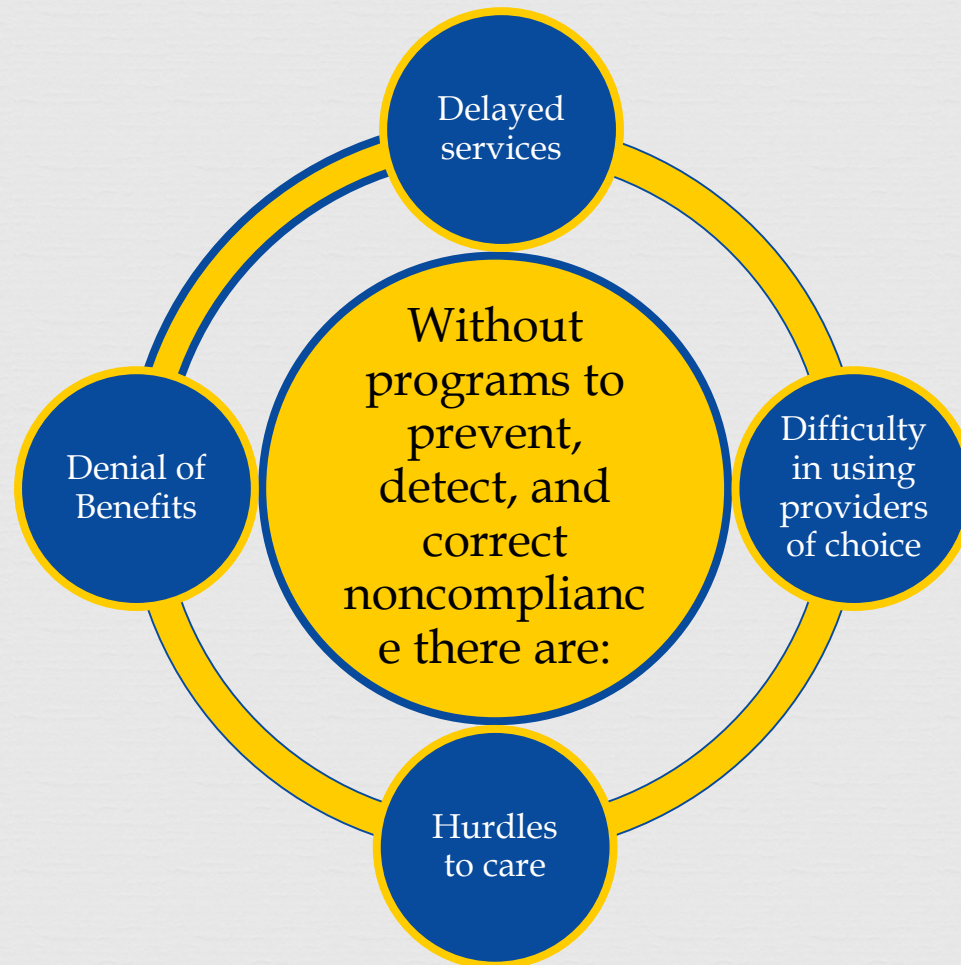 Delayed
services
Without
programs to
prevent,
detect, and
correct
noncomplianc
e there are:
Difficulty
in using
providers
of choice
Hurdles
to care
Denial of
Benefits